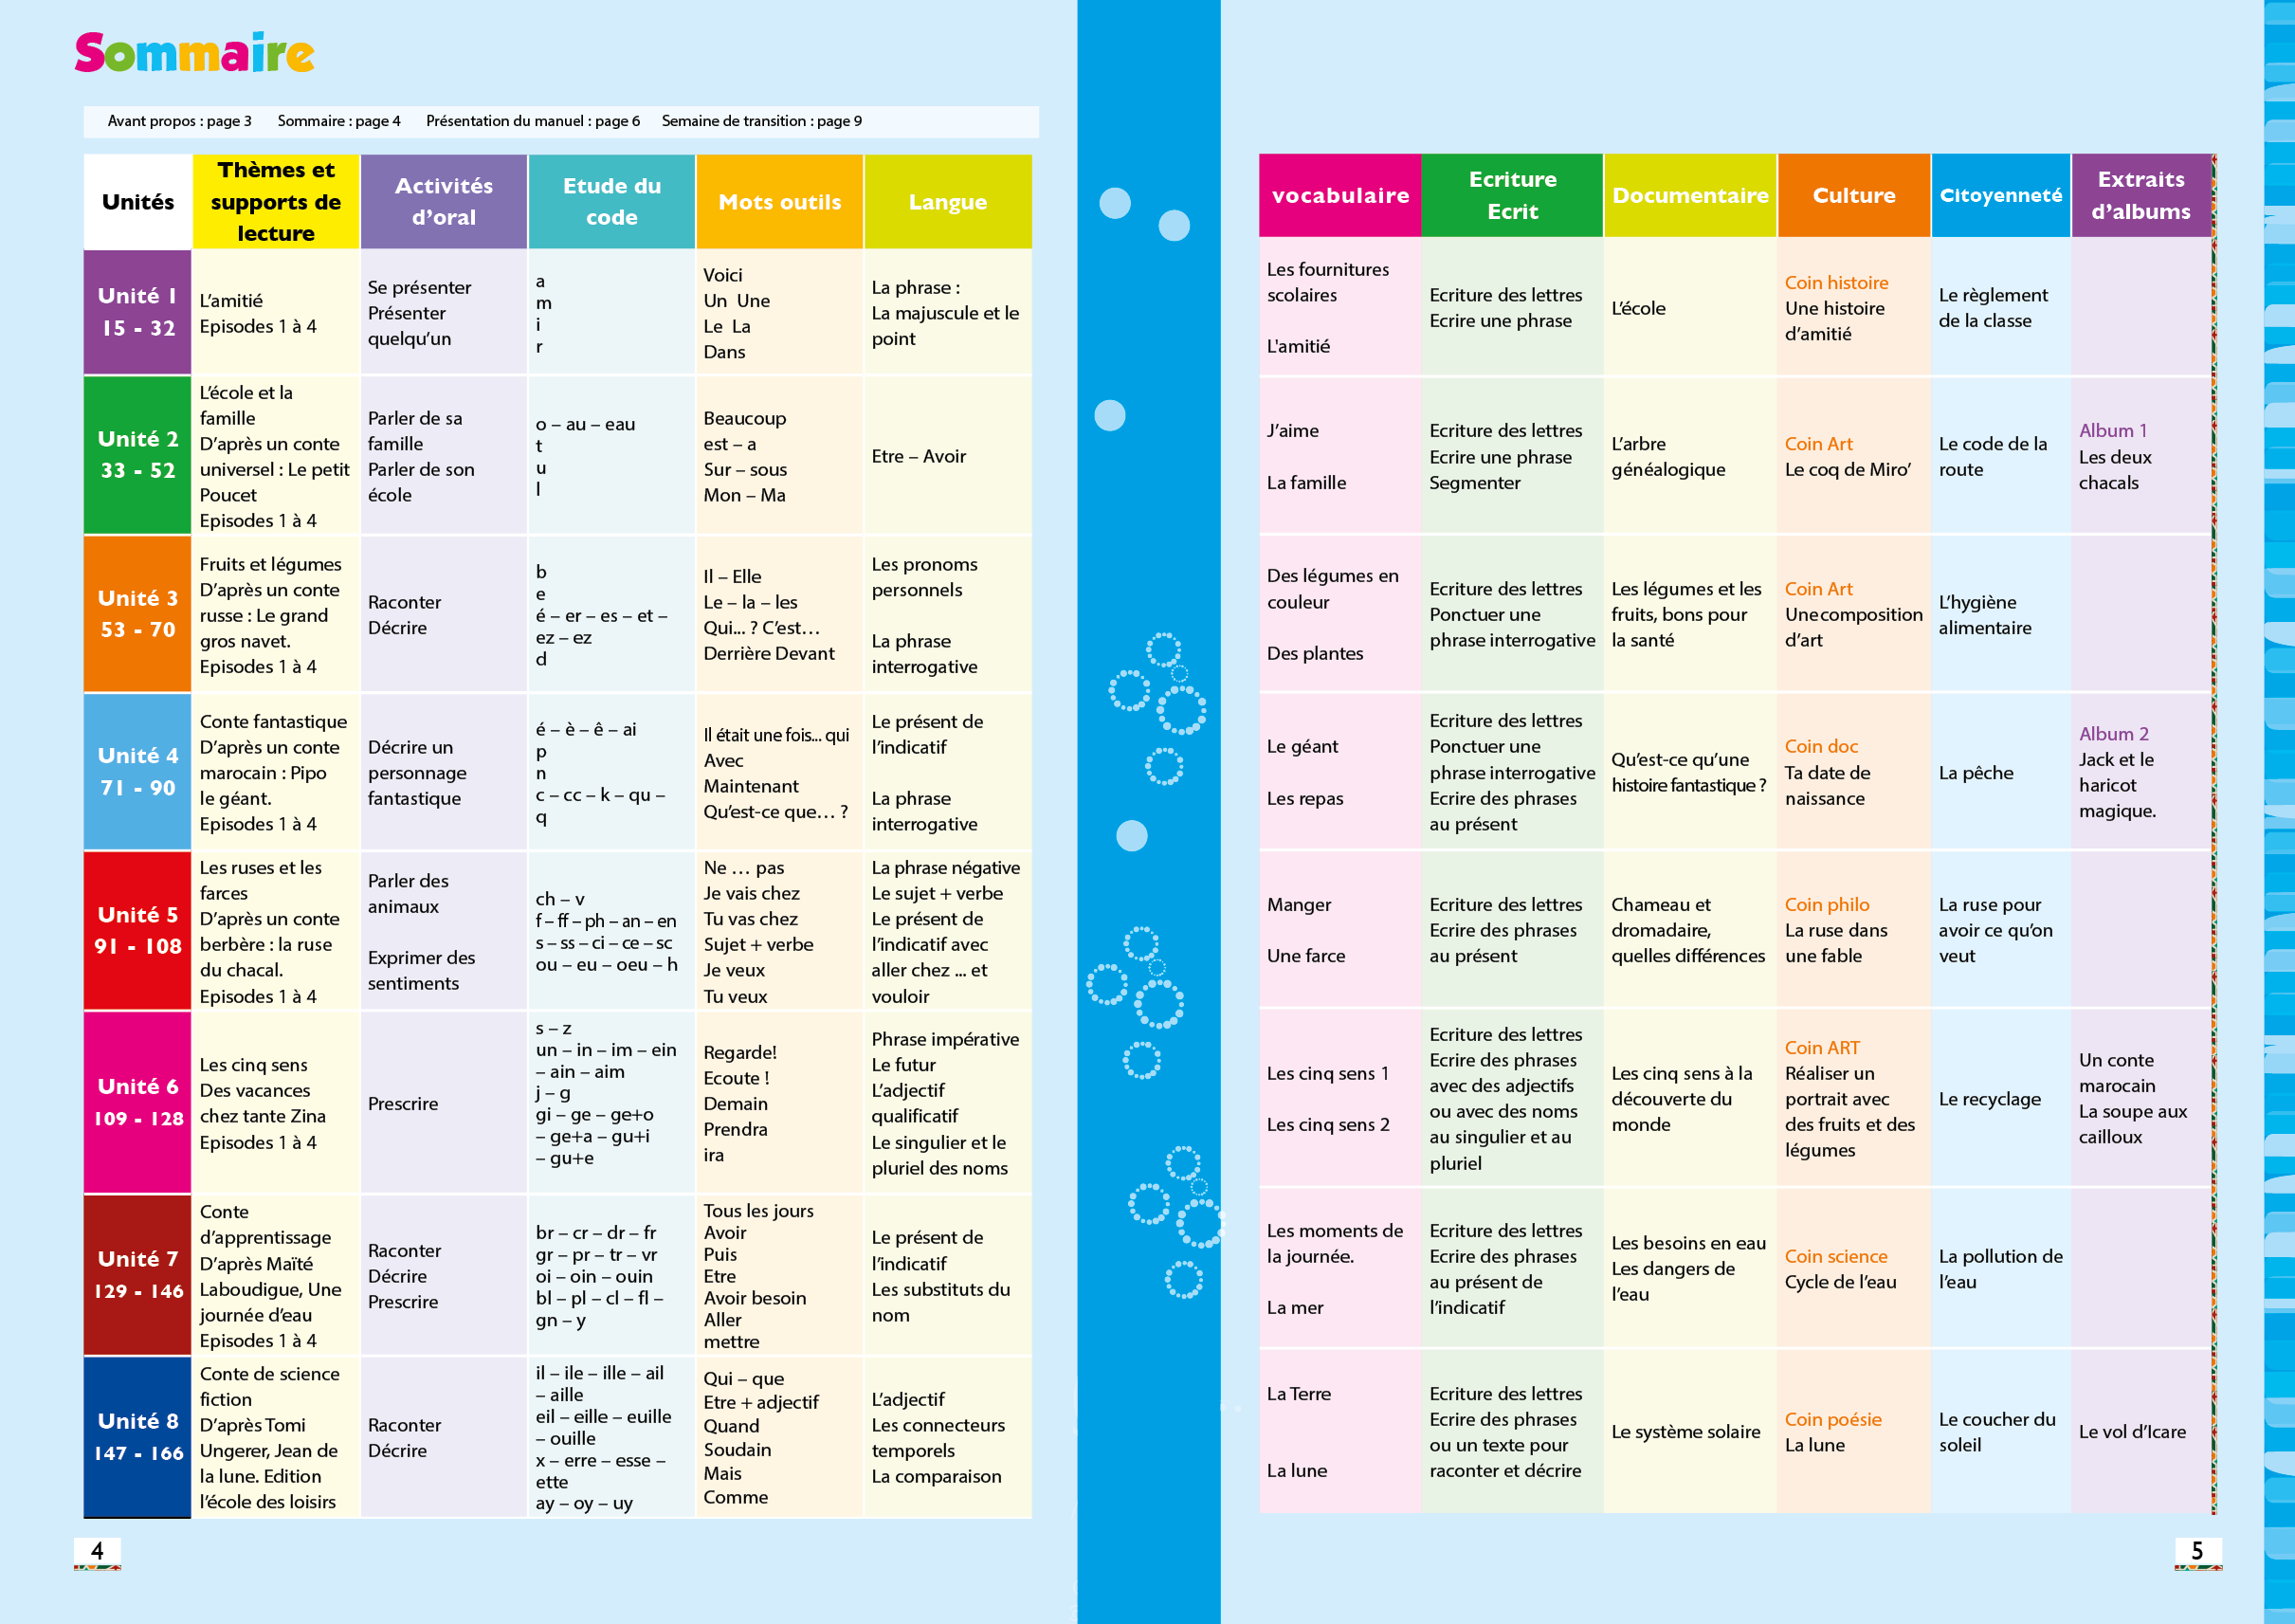 Sommaire
Avant propos : page 3 Sommaire : page 4 Présentation du manuel : page 6 Semaine de transition : page 9
Unités
Thèmes et
supports de
lecture
Activités
d’oral
Etude du
code
Mots outils
Langue
Unité 1
15 - 32
L’amitié
Episodes 1 à 4
Se présenter
Présenter
quelqu’un
a
m
i
r
Voici
Un Une
Le La
Dans
La phrase :
La majuscule et le
point
Unité 2
33 - 52
L’école et la
famille
D’après un conte
universel : Le petit
Poucet
Episodes 1 à 4
Parler de sa
famille
Parler de son
école
o – au – eau
t
u
l
Beaucoup
est – a
Sur – sous
Mon – Ma
Etre – Avoir
Unité 3
53 - 70
Fruits et légumes
D’après un conte
russe : Le grand
gros navet.
Episodes 1 à 4
Raconter
Décrire
b
e
é – er – es – et –
ez – ez
d
Il – Elle
Le – la – les
Qui... ? C’est…
Derrière Devant
Les pronoms
personnels
La phrase
interrogative
Unité 4
71 - 90
Conte fantastique
D’après un conte
marocain : Pipo
le géant.
Episodes 1 à 4
Décrire un
personnage
fantastique
é – è – ê – ai
p
n
c – cc – k – qu –
q
Il était une fois... qui
Avec
Maintenant
Qu’est-ce que… ?
Le présent de
l’indicatif
La phrase
interrogative
Unité 5
91 - 108
Les ruses et les
farces
D’après un conte
berbère : la ruse
du chacal.
Episodes 1 à 4
Parler des
animaux
Exprimer des
sentiments
ch – v
f – ff – ph – an – en
s – ss – ci – ce – sc
ou – eu – oeu – h
Ne … pas
Je vais chez
Tu vas chez
Sujet + verbe
Je veux
Tu veux
La phrase négative
Le sujet + verbe
Le présent de
l’indicatif avec
aller chez ... et
vouloir
Unité 6
109 - 128
Les cinq sens
Des vacances
chez tante Zina
Episodes 1 à 4
Prescrire
s – z
un – in – im – ein
– ain – aim
j – g
gi – ge – ge+o
– ge+a – gu+i
– gu+e
Regarde!
Ecoute !
Demain
Prendra
ira
Phrase impérative
Le futur
L’adjectif
qualificatif
Le singulier et le
pluriel des noms
Unité 7
129 - 146
Conte
d’apprentissage
D’après Maïté
Laboudigue, Une
journée d’eau
Episodes 1 à 4
Raconter
Décrire
Prescrire
br – cr – dr – fr
gr – pr – tr – vr
oi – oin – ouin
bl – pl – cl – fl –
gn – y
Tous les jours
Avoir
Puis
Etre
Avoir besoin
Aller
mettre
Le présent de
l’indicatif
Les substituts du
nom
Unité 8
147 - 166
Conte de science
fiction
D’après Tomi
Ungerer, Jean de
la lune. Edition
l’école des loisirs
Raconter
Décrire
il – ile – ille – ail
– aille
eil – eille – euille
– ouille
x – erre – esse –
ette
ay – oy – uy
Qui – que
Etre + adjectif
Quand
Soudain
Mais
Comme
L’adjectif
Les connecteurs
temporels
La comparaison
4
vocabulaire
Ecriture
Ecrit
Documentaire
Culture
Citoyenneté
Extraits
d’albums
Les fournitures
scolaires
L'amitié
Ecriture des lettres
Ecrire une phrase
L’école
Coin histoire
Une histoire
d’amitié
Le règlement
de la classe
J’aime
La famille
Ecriture des lettres
Ecrire une phrase
Segmenter
L’arbre
généalogique
Coin Art
Le coq de Miro’
Le code de la
route
Album 1
Les deux
chacals
Des légumes en
couleur
Des plantes
Ecriture des lettres
Ponctuer une
phrase interrogative
Les légumes et les
fruits, bons pour
la santé
Coin Art
Une composition
d’art
L’hygiène
alimentaire
Le géant
Les repas
Ecriture des lettres
Ponctuer une
phrase interrogative
Ecrire des phrases
au présent
Qu’est-ce qu’une
histoire fantastique ?
Coin doc
Ta date de
naissance
La pêche
Album 2
Jack et le
haricot
magique.
Manger
Une farce
Ecriture des lettres
Ecrire des phrases
au présent
Chameau et
dromadaire,
quelles différences
Coin philo
La ruse dans
une fable
La ruse pour
avoir ce qu’on
veut
Les cinq sens 1
Les cinq sens 2
Ecriture des lettres
Ecrire des phrases
avec des adjectifs
ou avec des noms
au singulier et au
pluriel
Les cinq sens à la
découverte du
monde
Coin ART
Réaliser un
portrait avec
des fruits et des
légumes
Le recyclage
Un conte
marocain
La soupe aux
cailloux
Les moments de
la journée.
La mer
Ecriture des lettres
Ecrire des phrases
au présent de
l’indicatif
Les besoins en eau
Les dangers de
l’eau
Coin science
Cycle de l’eau
La pollution de
l’eau
La Terre
La lune
Ecriture des lettres
Ecrire des phrases
ou un texte pour
raconter et décrire
Le système solaire
Coin poésie
La lune
Le coucher du
soleil
Le vol d’Icare
5